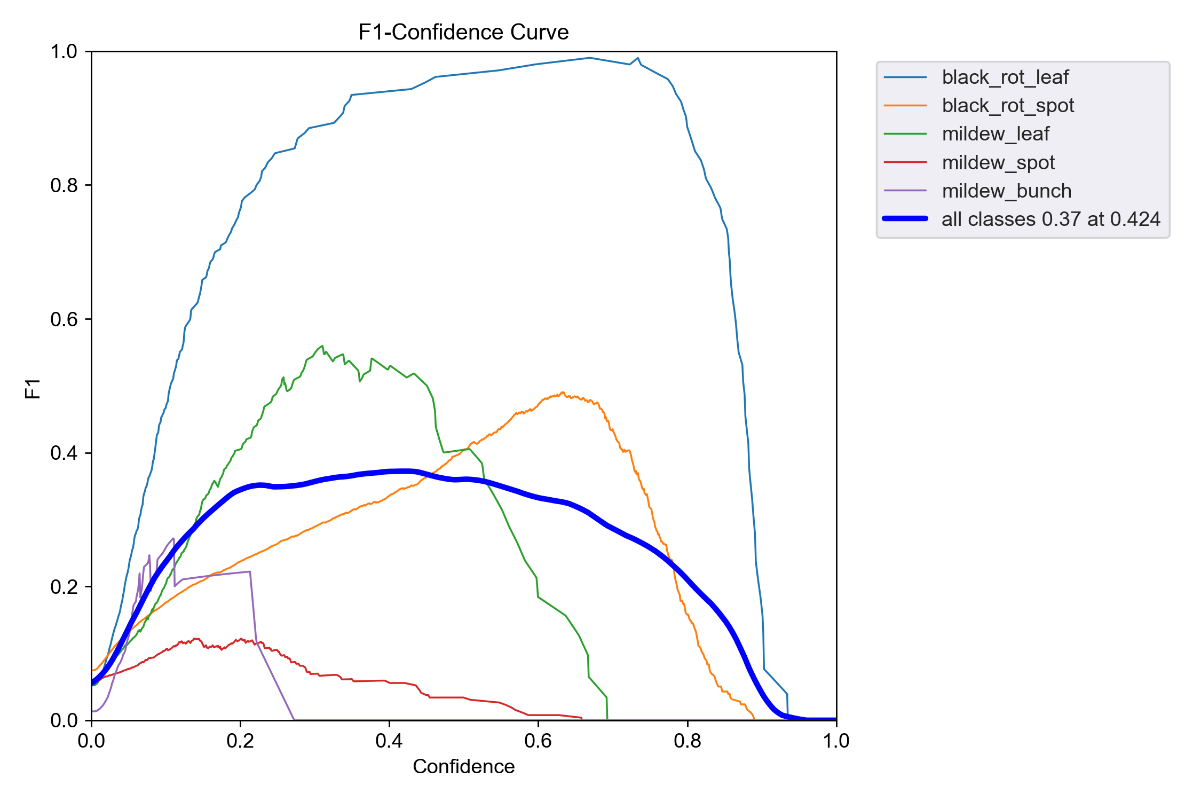 F1-Confidence Curve
1.0
0.8
0.6
0.4
0.2
0.0
F1
0.0 0.2 0.4 0.6 0.8 1.0
Confidence
black_rot_leaf
black_rot_spot
mildew_leaf
mildew_spot
mildew_bunch
all classes 0.37 at 0.424